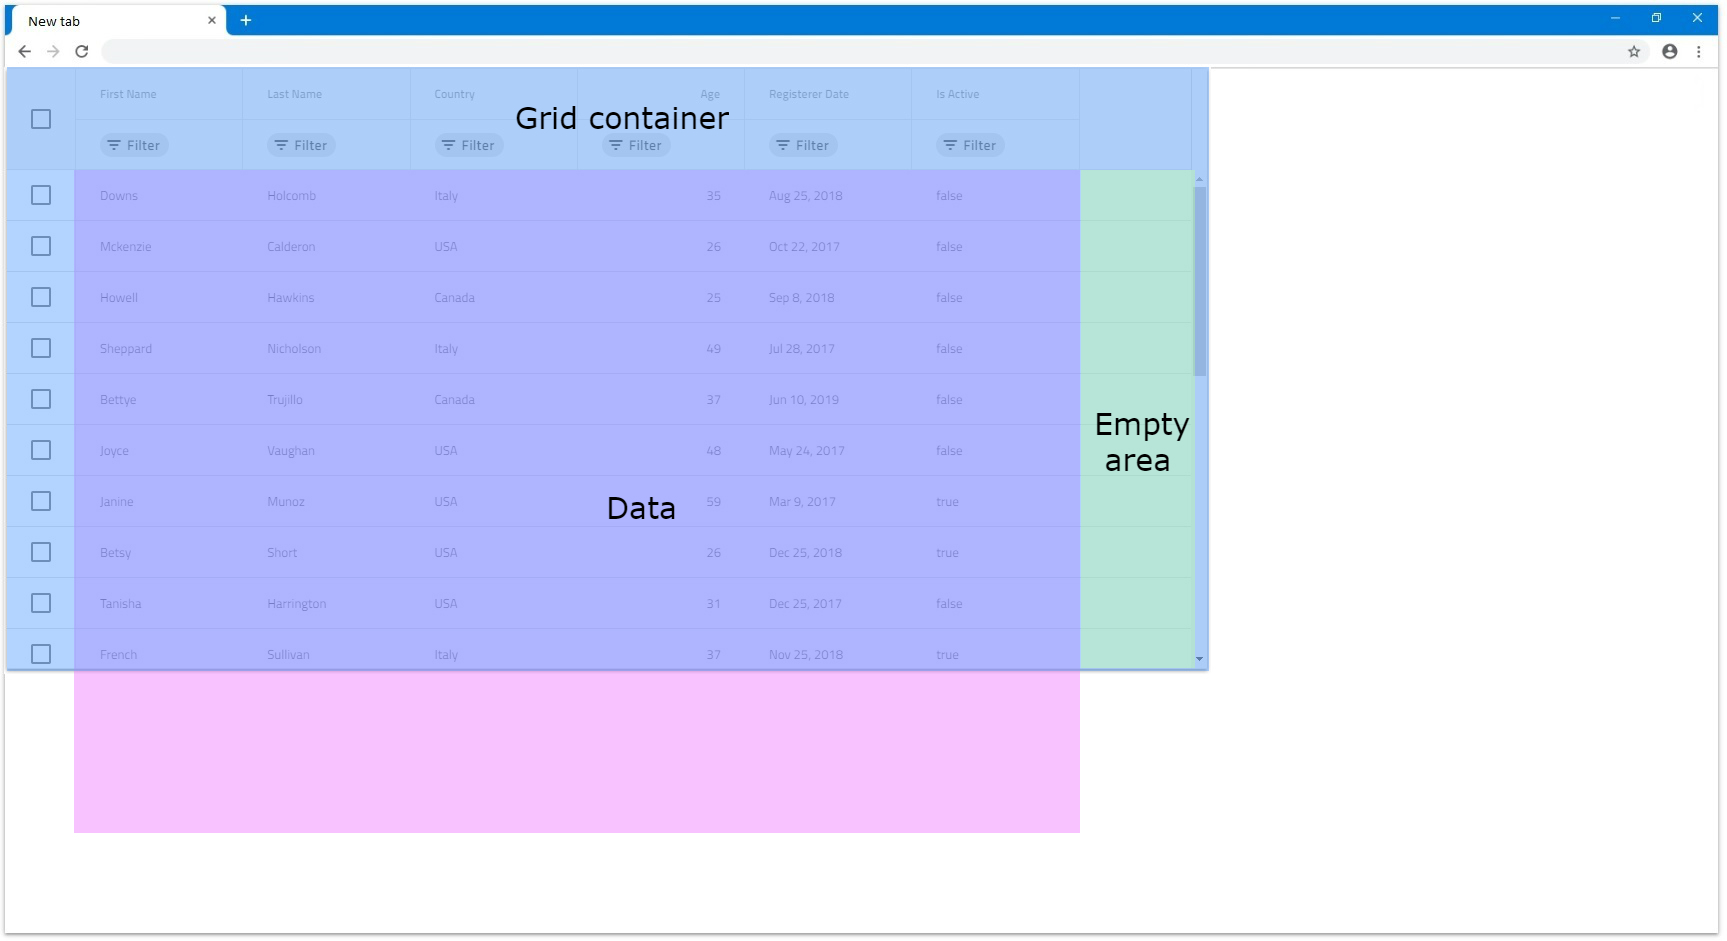 New tab
First Name Last Name Country Age Registerer Date Is Active
Grid container
Filter Filter Filter Filter Filter Filter
Downs Holcomb Italy 35 Aug 25, 2018 false
Mckenzie Calderon USA 26 Oct 22, 2017 false
Howell Hawkins Canada 25 Sep 8, 2018 false
Sheppard Nicholson Italy 49 Jul 28, 2017 false
Bettye Trujillo Canada 37 Jun 10, 2019 false
Empty
area
Joyce Vaughan USA 48 May 24, 2017 false
Janine Munoz USA 59 Mar 9, 2017 true
Data
Betsy Short USA 26 Dec 25, 2018 true
Tanisha Harrington USA 31 Dec 25, 2017 false
French Sullivan Italy 37 Nov 25, 2018 true